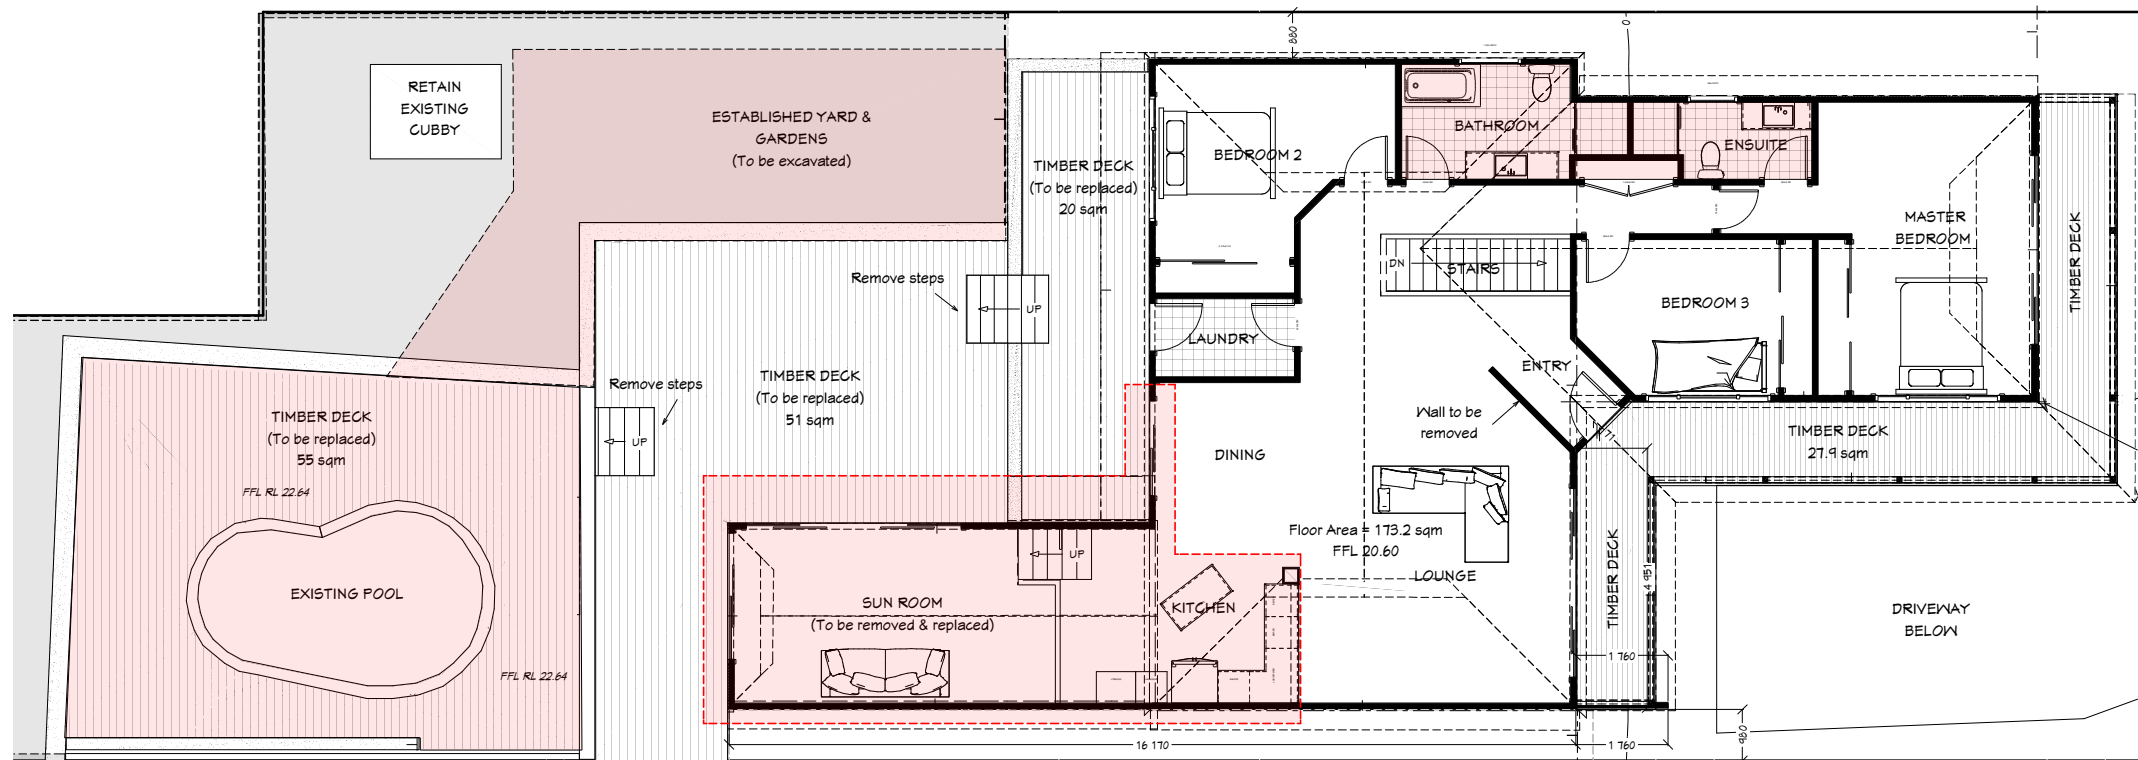 RETAIN
EXISTING
CUBBY
ESTABLISHED YARD &
GARDENS
(To be excavated)
TIMBER DECK
(To be replaced)
20 sqm
880
0
BEDROOM 2
BATHROOM
ENSUITE
MASTER
BEDROOM
TIMBER DECK
Remove steps
UP
DN
STAIRS
BEDROOM 3
LAUNDRY
ENTRY
Remove steps
UP
TIMBER DECK
(To be replaced)
51 sqm
TIMBER DECK
(To be replaced)
55 sqm
FFL RL 22.64
Wall to be
removed
DINING
TIMBER DECK
27.9 sqm
Floor Area = 173.2 sqm
FFL 20.60
LOUNGE
TIMBER DECK
4 951
UP
SUN ROOM
(To be removed & replaced)
KITCHEN
EXISTING POOL
FFL RL 22.64
DRIVEWAY
BELOW
1 760
16 170
1 760
980